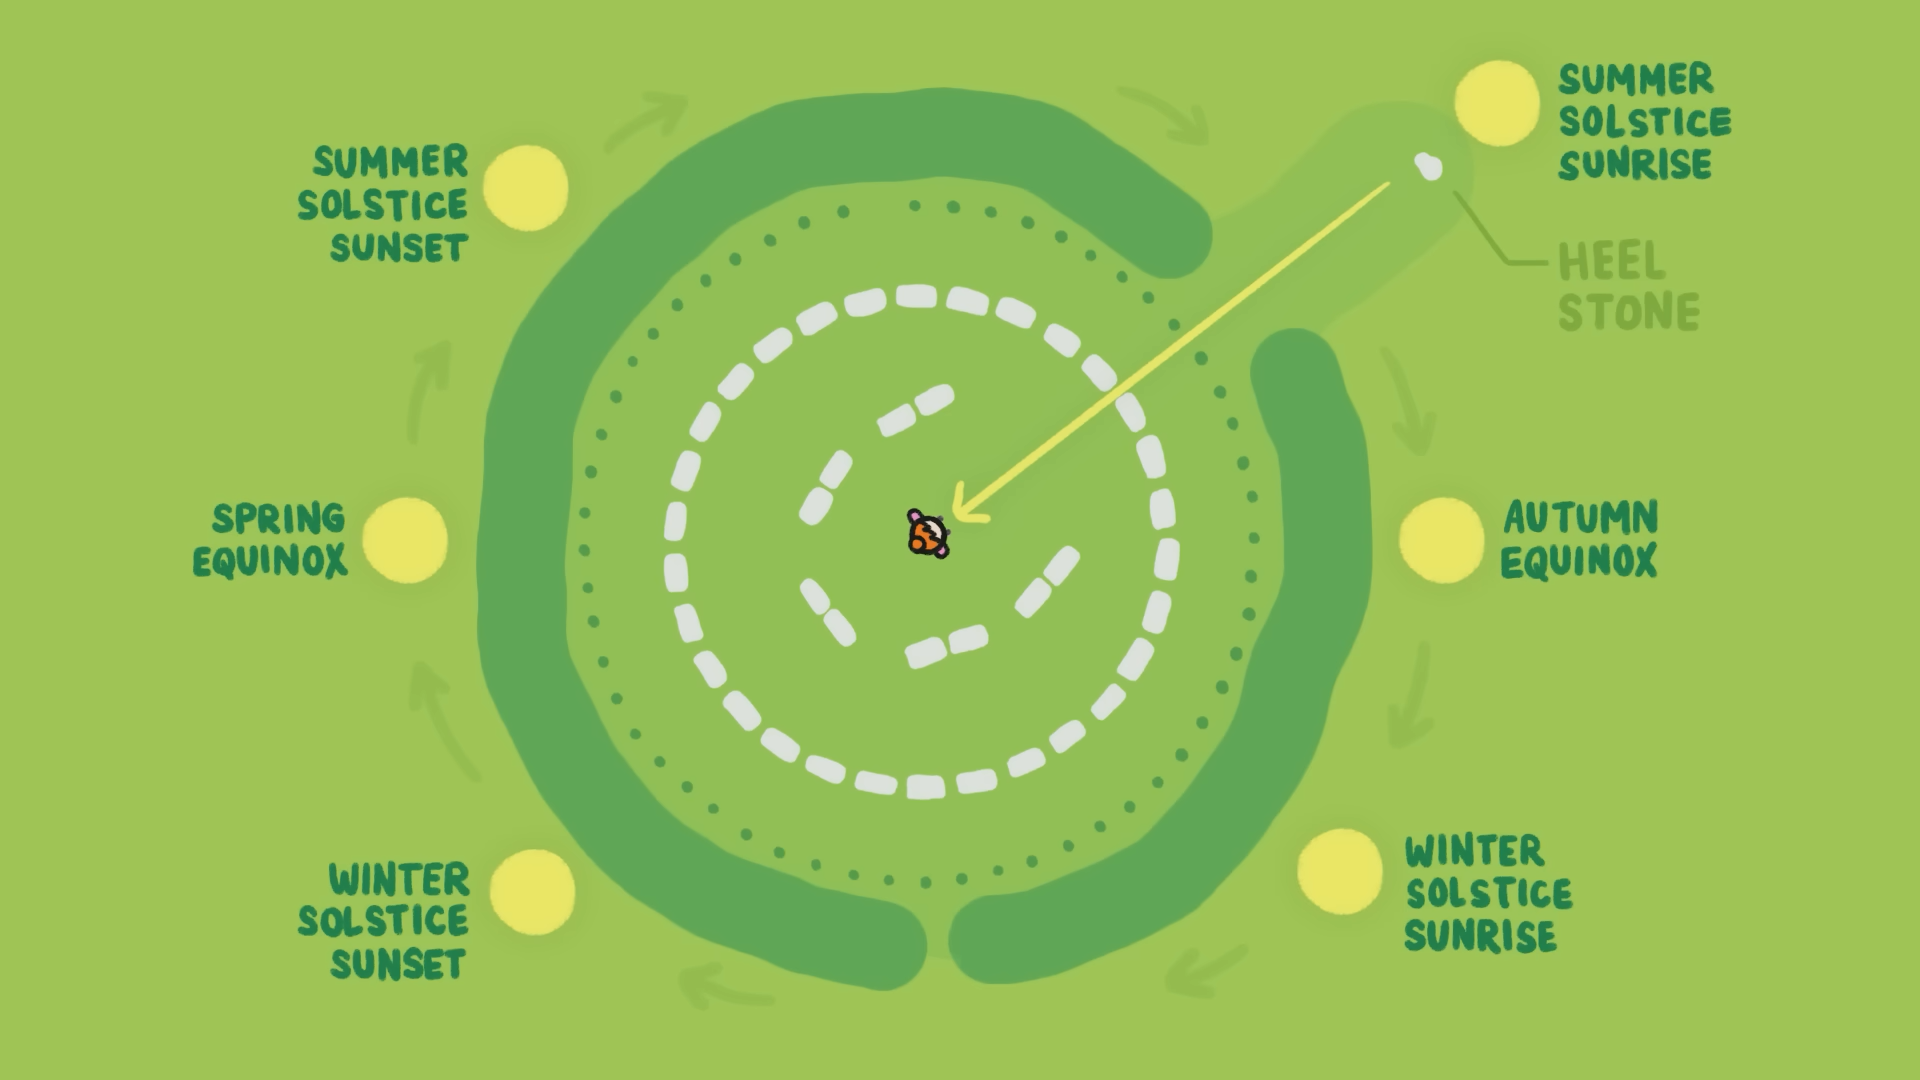 SUMMER
SOLSTICE
SUNRISE
SUMMER
SOLSTICE
SUNSET
HEEL
STONE
SPRING
EQUINOX
AUTUMN
EQUINOX
WINTER
SOLSTICE
SUNSET
WINTER
SOLSTICE
SUNRISE